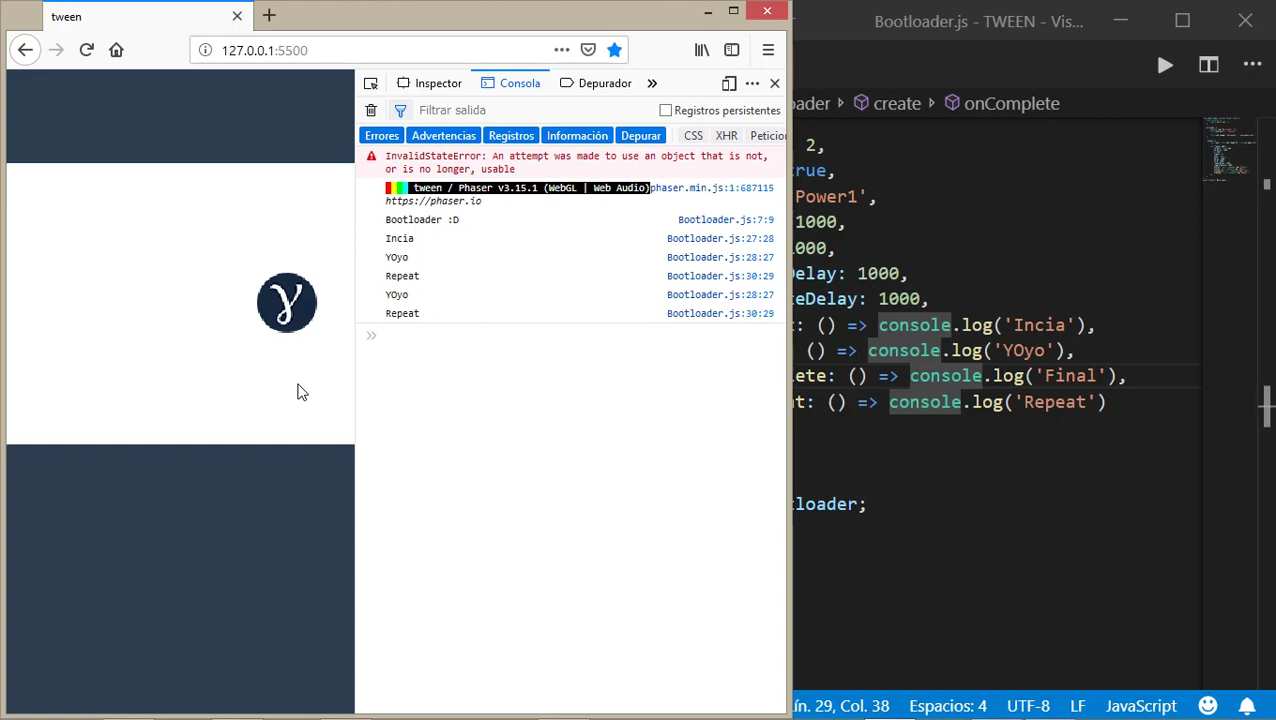 tween
Bootloader.js - TWEEN - Vis...
127.0.0.1:5500
Inspector
Consola
Depurador
oader
create
onComplete
Filtrar salida
Registros persistentes
Errores
Advertencias
Registros
Información
Depurar
CSS
XHR
Peticion
InvalidStateError: An attempt was made to use an object that is not,
or is no longer, usable
tween / Phaser v3.15.1 (WebGL | Web Audio)
phaser.min.js:1:687115
https://phaser.io
Bootloader :D
Bootloader.js:7:9
Incia
Bootloader.js:27:28
YOyo
Bootloader.js:28:27
Repeat
Bootloader.js:30:29
YOyo
Bootloader.js:28:27
Repeat
Bootloader.js:30:29
»
γ
2,
true,
Power1',
1000,
000,
elay: 1000,
teDelay: 1000,
t: () => console.log('Incia'),
: () => console.log('YOyo'),
lete: () => console.log('Final'),
at: () => console.log('Repeat')
tloader;
Lín. 29, Col. 38
Espacios: 4
UTF-8
LF
JavaScript